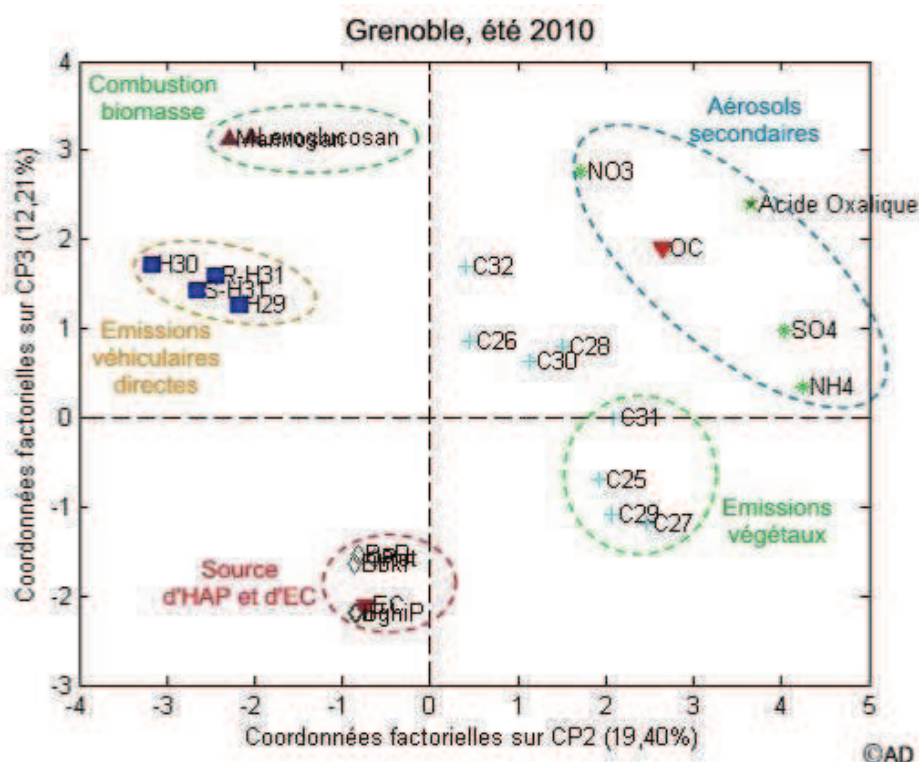 Grenoble, été 2010
Coordonnées factorielles sur CP3 (12,21%)
4
3
2
1
0
-1
-2
-3
Combustion
biomasse
Levoglucosan
Aérosols
secondaires
NO3
Acide Oxalique
OC
SO4
NH4
H30
R-H31
S-H31
H29
Emissions
véhiculaires
directes
C32
C26
C28
C30
C31
C25
C29
C27
Emissions
végétaux
Source
d'HAP et d'EC
EC
-4
-3
-2
-1
0
1
2
3
4
5
Coordonnées factorielles sur CP2 (19,40%)
©AD